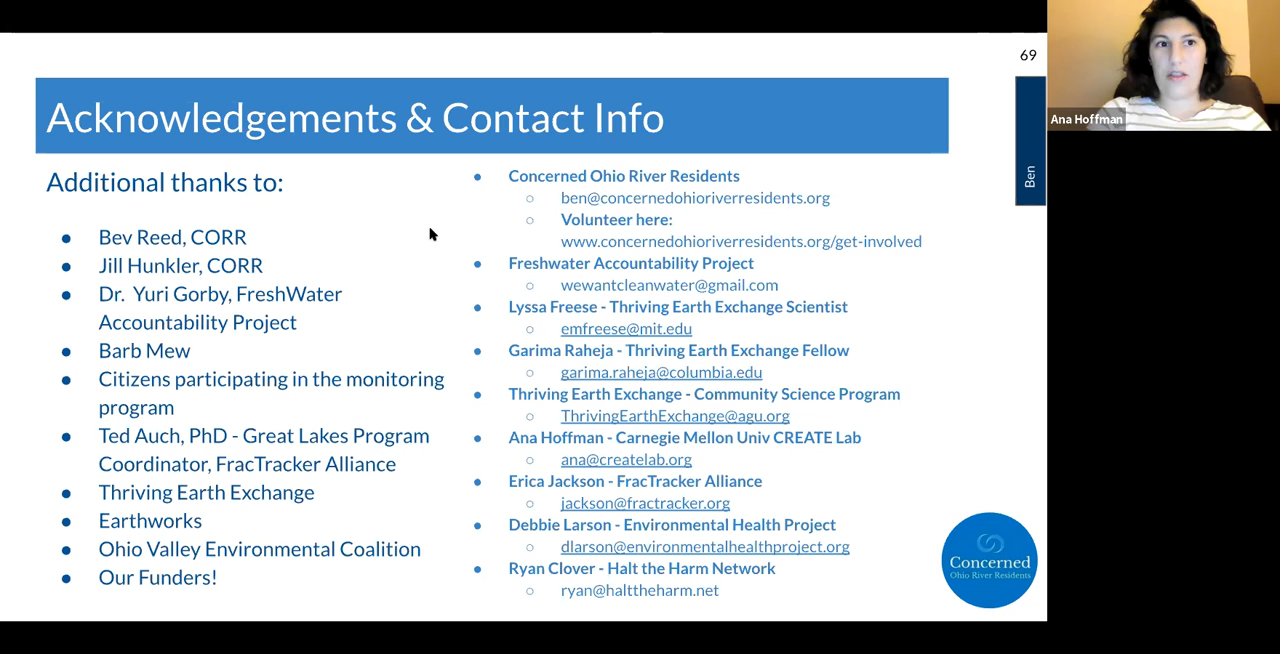 69
Ana Hoffman
Ben
Acknowledgements & Contact Info
Additional thanks to:
● Bev Reed, CORR
● Jill Hunkler, CORR
● Dr. Yuri Gorby, FreshWater
Accountability Project
● Barb Mew
● Citizens participating in the monitoring
program
● Ted Auch, PhD - Great Lakes Program
Coordinator, FracTracker Alliance
● Thriving Earth Exchange
● Earthworks
● Ohio Valley Environmental Coalition
● Our Funders!
● Concerned Ohio River Residents
○ ben@concernedohioriverresidents.org
○ Volunteer here:
www.concernedohioriverresidents.org/get-involved
● Freshwater Accountability Project
○ wewantcleanwater@gmail.com
● Lyssa Freese - Thriving Earth Exchange Scientist
○ emfreese@mit.edu
● Garima Raheja - Thriving Earth Exchange Fellow
○ garima.raheja@columbia.edu
● Thriving Earth Exchange - Community Science Program
○ ThrivingEarthExchange@agu.org
● Ana Hoffman - Carnegie Mellon Univ CREATE Lab
○ ana@createlab.org
● Erica Jackson - FracTracker Alliance
○ jackson@fractracker.org
● Debbie Larson - Environmental Health Project
○ dlarson@environmentalhealthproject.org
● Ryan Clover - Halt the Harm Network
○ ryan@halttheharm.net
Concerned
Ohio River Residents